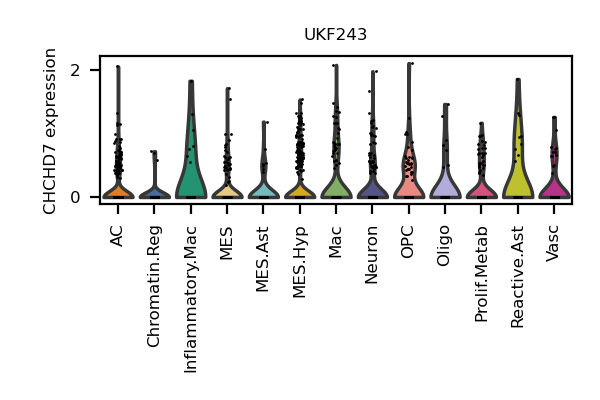 UKF243
CHCHD7 expression
2
0
AC
Chromatin.Reg
Inflammatory.Mac
MES
MES.Ast
MES.Hyp
Mac
Neuron
OPC
Oligo
Prolif.Metab
Reactive.Ast
Vasc